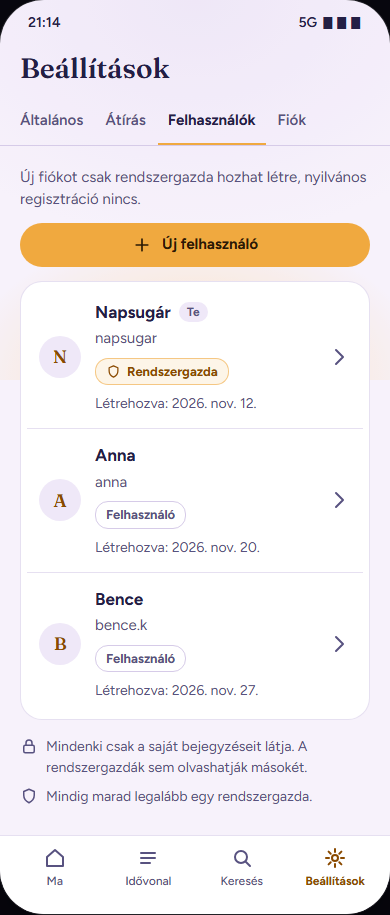 21:14
5G
Beállítások
Általános
Átírás
Felhasználók
Fiók
Új fiókot csak rendszergazda hozhat létre, nyilvános
regisztráció nincs.
Új felhasználó
N
Napsugár
Te
napsugar
Rendszergazda
Létrehozva: 2026. nov. 12.
A
Anna
anna
Felhasználó
Létrehozva: 2026. nov. 20.
B
Bence
bence.k
Felhasználó
Létrehozva: 2026. nov. 27.
Mindenki csak a saját bejegyzéseit látja. A
rendszergazdák sem olvashatják másokét.
Mindig marad legalább egy rendszergazda.
Ma
Idővonal
Keresés
Beállítások